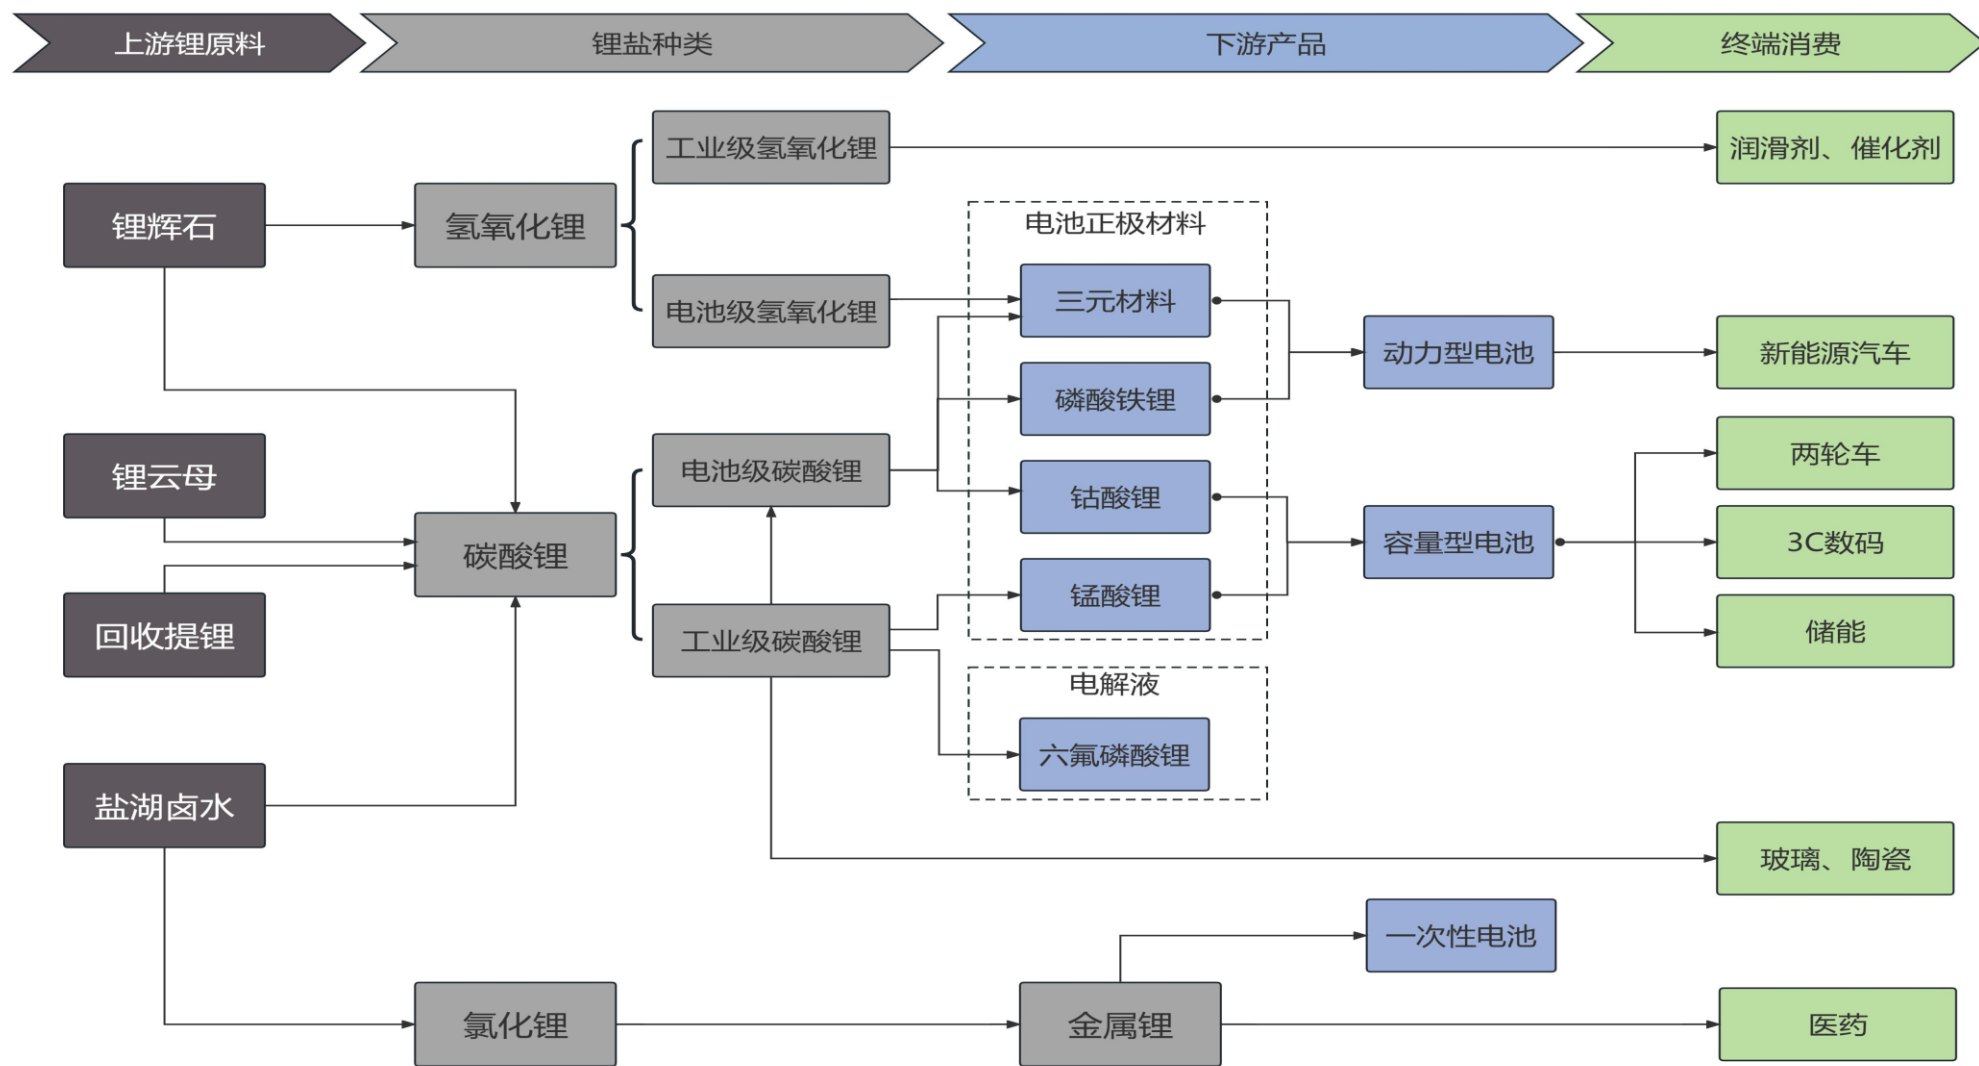 上游锂原料
锂盐种类
下游产品
终端消费
工业级氢氧化锂
润滑剂、催化剂
锂辉石
氢氧化锂
电池正极材料
电池级氢氧化锂
三元材料
动力型电池
新能源汽车
磷酸铁锂
两轮车
锂云母
电池级碳酸锂
钴酸锂
碳酸锂
容量型电池
3C数码
锰酸锂
回收提锂
工业级碳酸锂
储能
电解液
六氟磷酸锂
盐湖卤水
玻璃、陶瓷
一次性电池
氯化锂
金属锂
医药